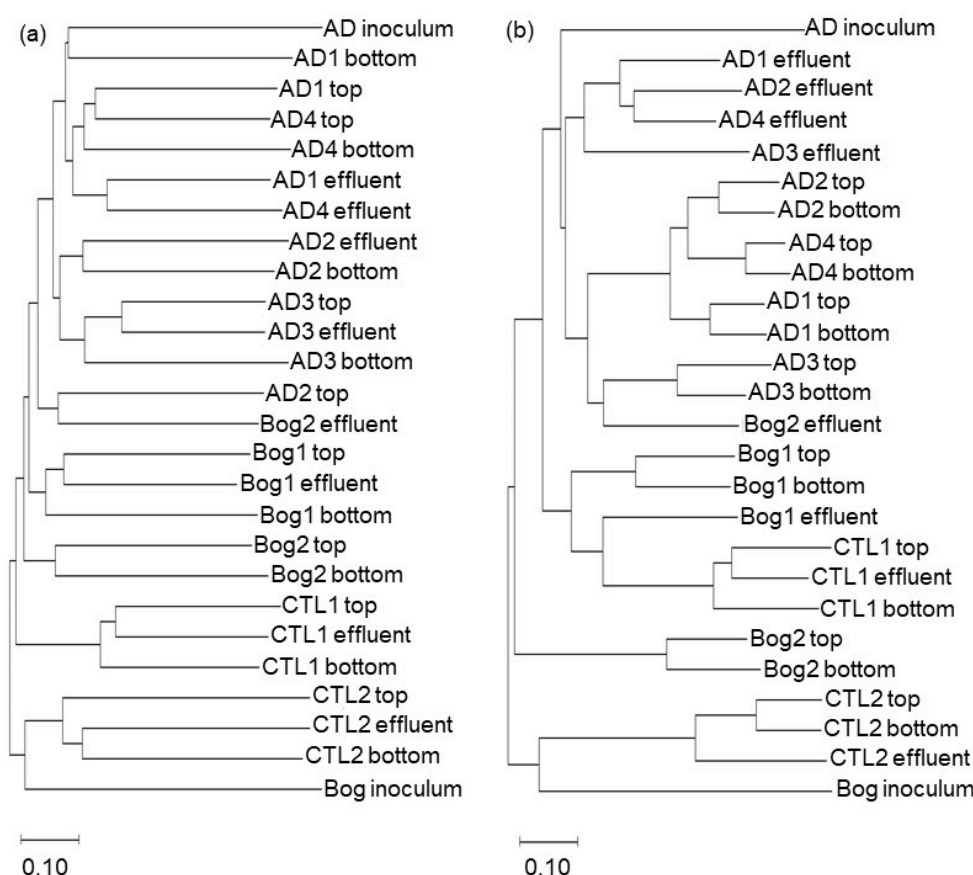 (a)
AD inoculum
AD1 bottom
AD1 top
AD4 top
AD4 bottom
AD1 effluent
AD4 effluent
AD2 effluent
AD2 bottom
AD3 top
AD3 effluent
AD3 bottom
AD2 top
Bog2 effluent
Bog1 top
Bog1 effluent
Bog1 bottom
Bog2 top
Bog2 bottom
CTL1 top
CTL1 effluent
CTL1 bottom
CTL2 top
CTL2 effluent
CTL2 bottom
Bog inoculum
0.10
(b)
AD inoculum
AD1 effluent
AD2 effluent
AD4 effluent
AD3 effluent
AD2 top
AD2 bottom
AD4 top
AD4 bottom
AD1 top
AD1 bottom
AD3 top
AD3 bottom
Bog2 effluent
Bog1 top
Bog1 bottom
Bog1 effluent
CTL1 top
CTL1 effluent
CTL1 bottom
Bog2 top
Bog2 bottom
CTL2 top
CTL2 bottom
CTL2 effluent
Bog inoculum
0.10